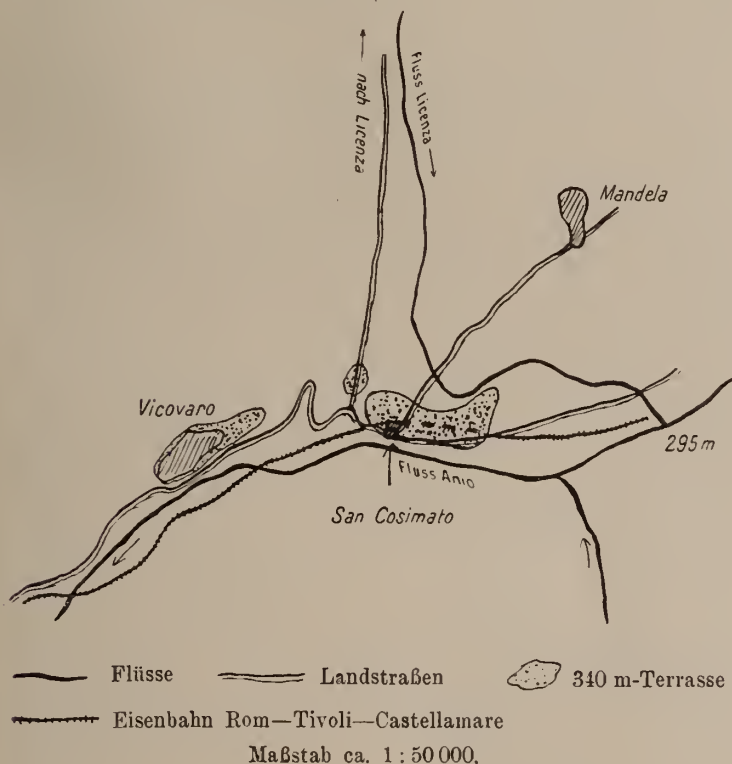 nach Licenza
Fluss Licenza
Mandela
Vicovaro
295 m
Fluss Anio
San Cosimato
Flüsse
Landstraßen
340 m-Terrasse
Eisenbahn Rom—Tivoli—Castellamare
Maßstab ca. 1 : 50 000.